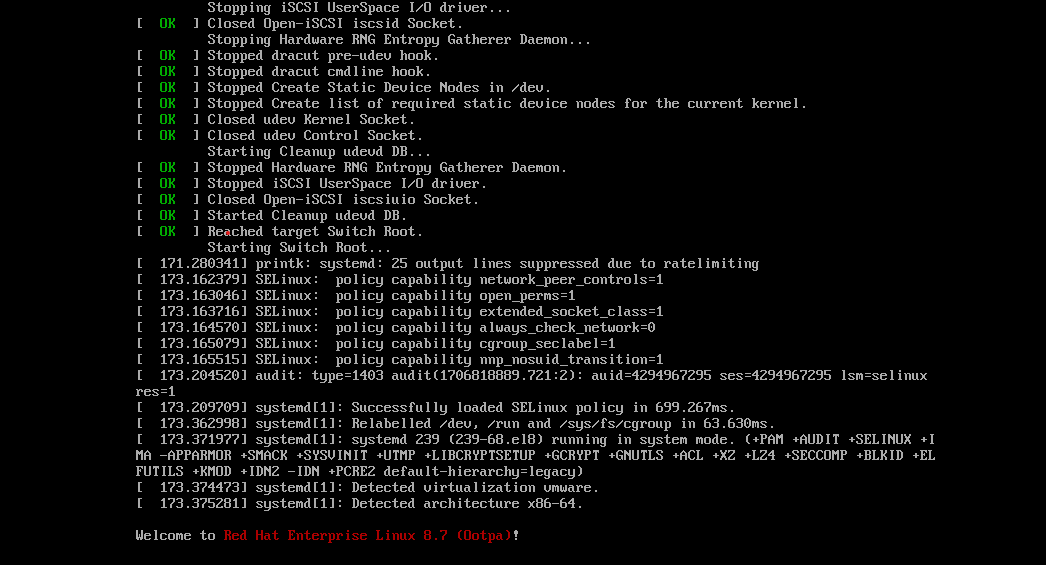 Stopping iSCSI UserSpace I/O driver...
[  OK  ] Closed Open-iSCSI iscsid Socket.
Stopping Hardware RNG Entropy Gatherer Daemon...
[  OK  ] Stopped dracut pre-udev hook.
[  OK  ] Stopped dracut cmdline hook.
[  OK  ] Stopped Create Static Device Nodes in /dev.
[  OK  ] Stopped Create list of required static device nodes for the current kernel.
[  OK  ] Closed udev Kernel Socket.
[  OK  ] Closed udev Control Socket.
Starting Cleanup udevd DB...
[  OK  ] Stopped Hardware RNG Entropy Gatherer Daemon.
[  OK  ] Stopped iSCSI UserSpace I/O driver.
[  OK  ] Closed Open-iSCSI iscsiuio Socket.
[  OK  ] Started Cleanup udevd DB.
[  OK  ] Reached target Switch Root.
Starting Switch Root...
[  171.280341] printk: systemd: 25 output lines suppressed due to ratelimiting
[  173.162379] SELinux:  policy capability network_peer_controls=1
[  173.163046] SELinux:  policy capability open_perms=1
[  173.163716] SELinux:  policy capability extended_socket_class=1
[  173.164570] SELinux:  policy capability always_check_network=0
[  173.165079] SELinux:  policy capability cgroup_seclabel=1
[  173.165515] SELinux:  policy capability nnp_nosuid_transition=1
[  173.204520] audit: type=1403 audit(1706818889.721:2): auid=4294967295 ses=4294967295 lsm=selinux
res=1
[  173.209709] systemd[1]: Successfully loaded SELinux policy in 699.267ms.
[  173.362998] systemd[1]: Relabelled /dev, /run and /sys/fs/cgroup in 63.630ms.
[  173.371977] systemd[1]: systemd 239 (239-68.el8) running in system mode. (+PAM +AUDIT +SELINUX +I
MA -APPARMOR +SMACK +SYSVINIT +UTMP +LIBCRYPTSETUP +GCRYPT +GNUTLS +ACL +XZ +LZ4 +SECCOMP +BLKID +EL
FUTILS +KMOD +IDN2 -IDN +PCRE2 default-hierarchy=legacy)
[  173.374473] systemd[1]: Detected virtualization vmware.
[  173.375281] systemd[1]: Detected architecture x86-64.
Welcome to Red Hat Enterprise Linux 8.7 (Ootpa)!